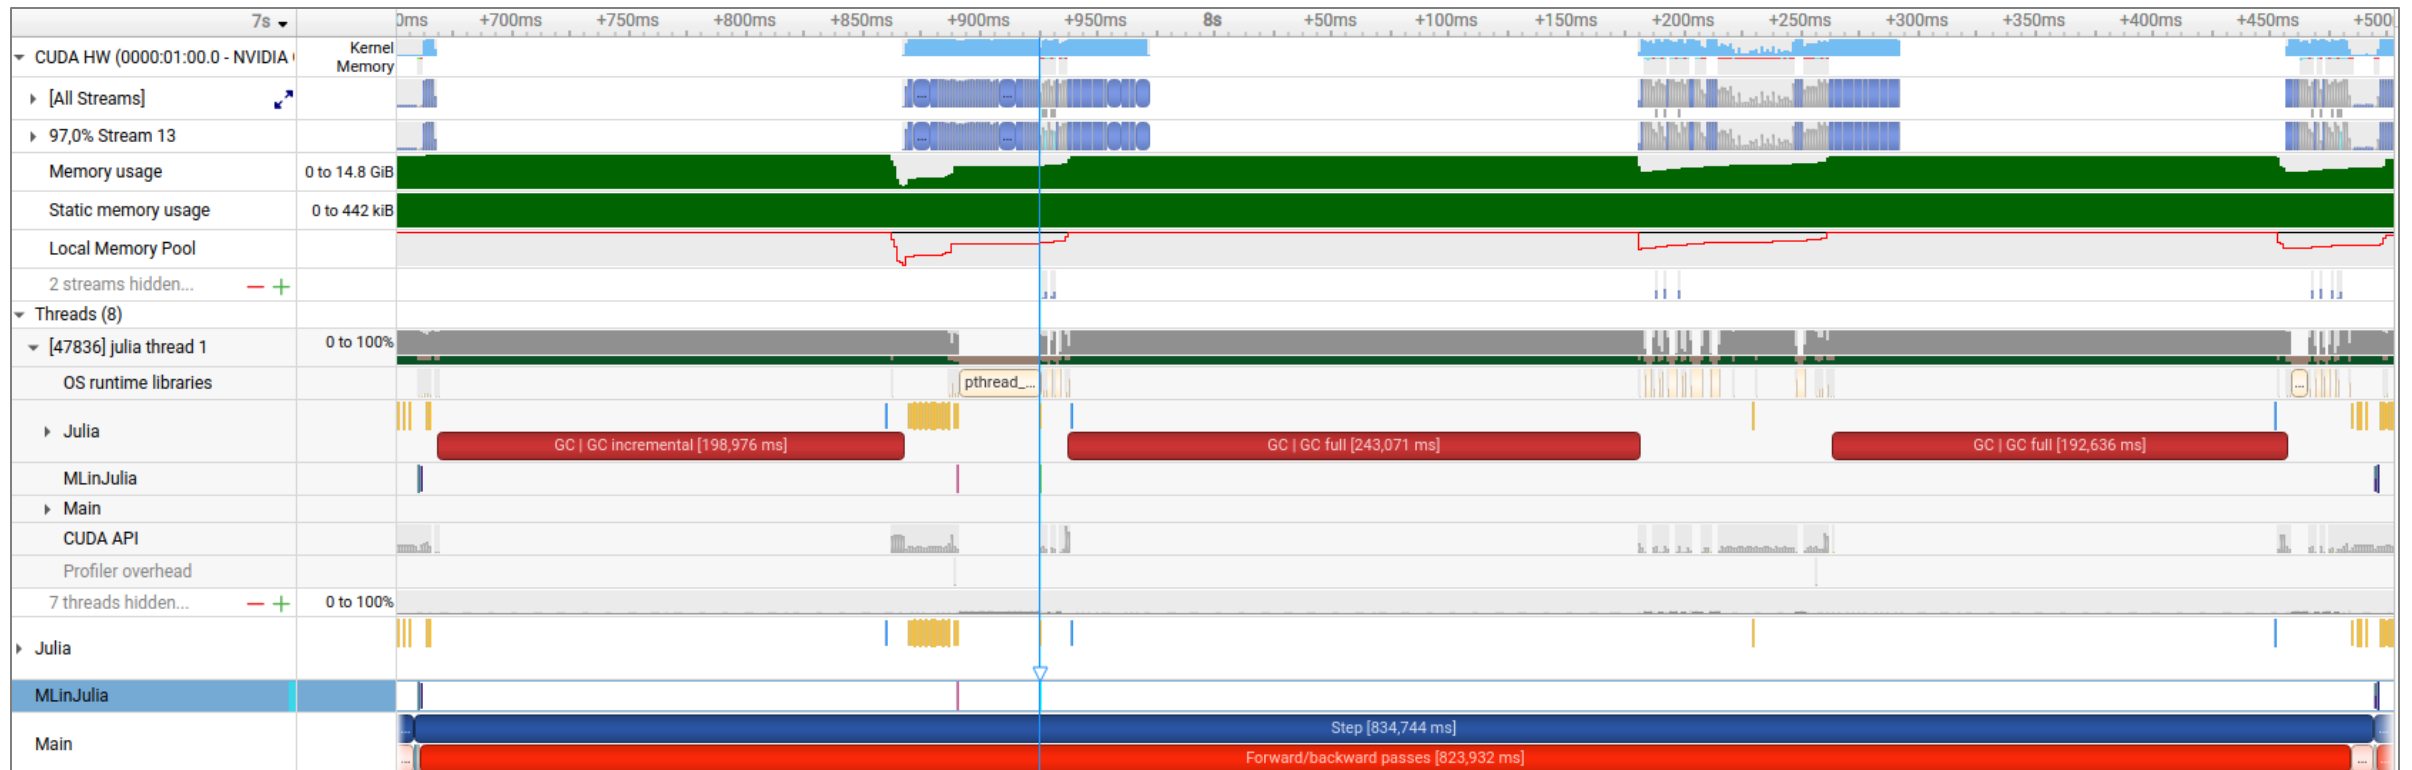 7s 0ms +700ms +750ms +800ms +850ms +900ms +950ms 8s +50ms +100ms +150ms +200ms +250ms +300ms +350ms +400ms +450ms +500
CUDA HW (0000:01:00.0 - NVIDIA Kernel
Memory
[All Streams]
97,0% Stream 13
Memory usage 0 to 14.8 GiB
Static memory usage 0 to 442 kiB
Local Memory Pool
2 streams hidden...
Threads (8)
[47836] julia thread 1 0 to 100%
OS runtime libraries pthread_... ...
Julia
GC | GC incremental [198,976 ms] GC | GC full [243,071 ms] GC | GC full [192,636 ms]
MLinJulia
Main
CUDA API
Profiler overhead
7 threads hidden... 0 to 100%
Julia
MLinJulia
... Step [834,744 ms] ...
Main
... Forward/backward passes [823,932 ms] ...